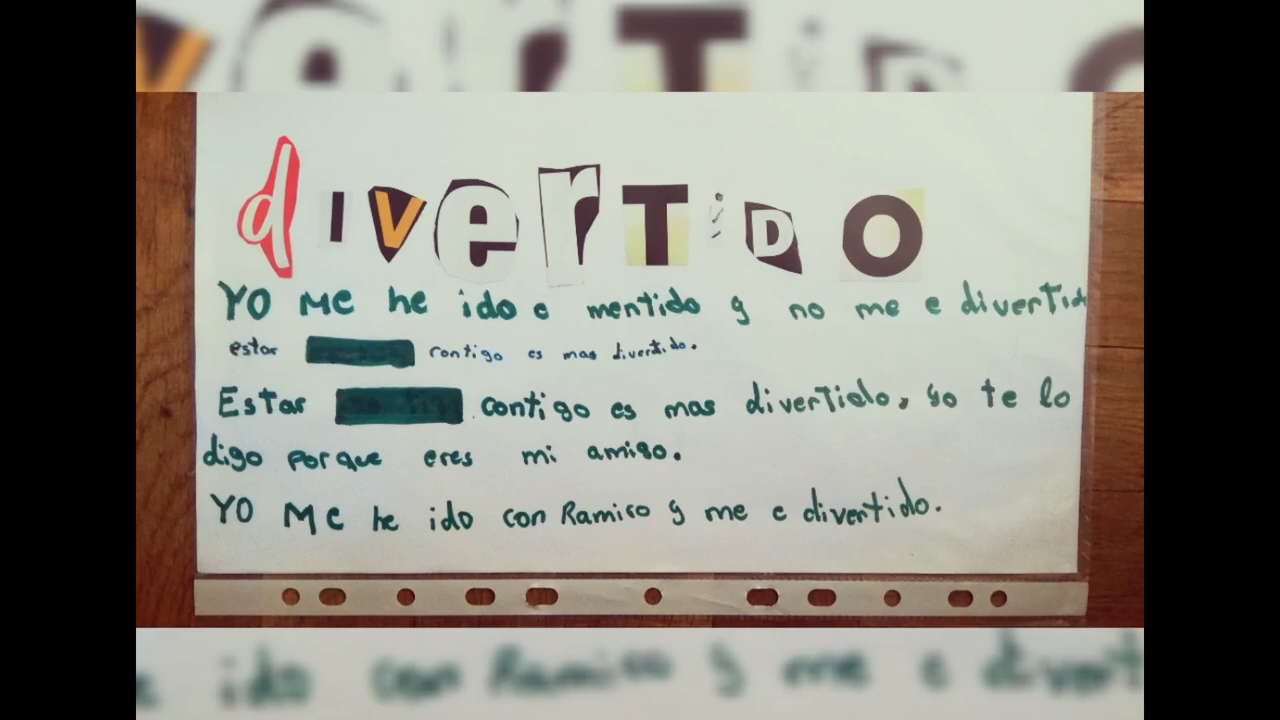 dIVerTiDO
YO Me he ido e mentido y no me e divertido
estar contigo es mas divertido.
Estar contigo es mas divertido, yo te lo
digo porque eres mi amigo.
YO Me he ido con Ramiro y me e divertido.